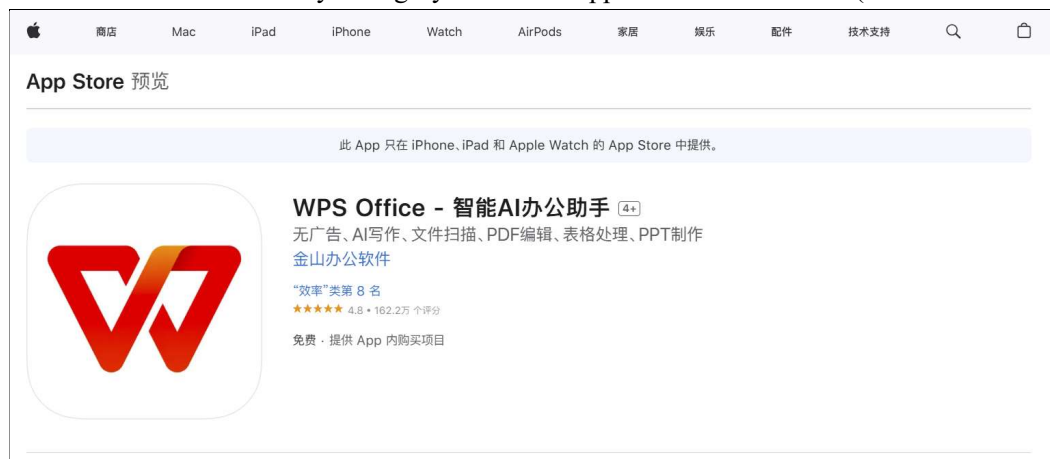 商店 Mac iPad iPhone Watch AirPods 家居 娱乐 配件 技术支持
App Store 预览
此 App 只在 iPhone、iPad 和 Apple Watch 的 App Store 中提供。
WPS Office - 智能AI办公助手 4+
无广告、AI写作、文件扫描、PDF编辑、表格处理、PPT制作
金山办公软件
“效率”类第 8 名
★★★★★ 4.8 • 162.2万 个评分
免费 · 提供 App 内购买项目